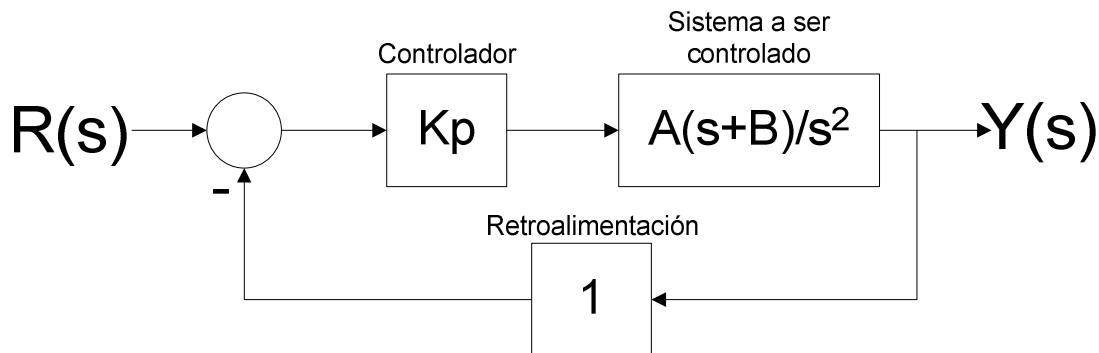 Sistema a ser
controlado
Controlador
R(s)
Kp
A(s+B)/s²
Y(s)
-
Retroalimentación
1